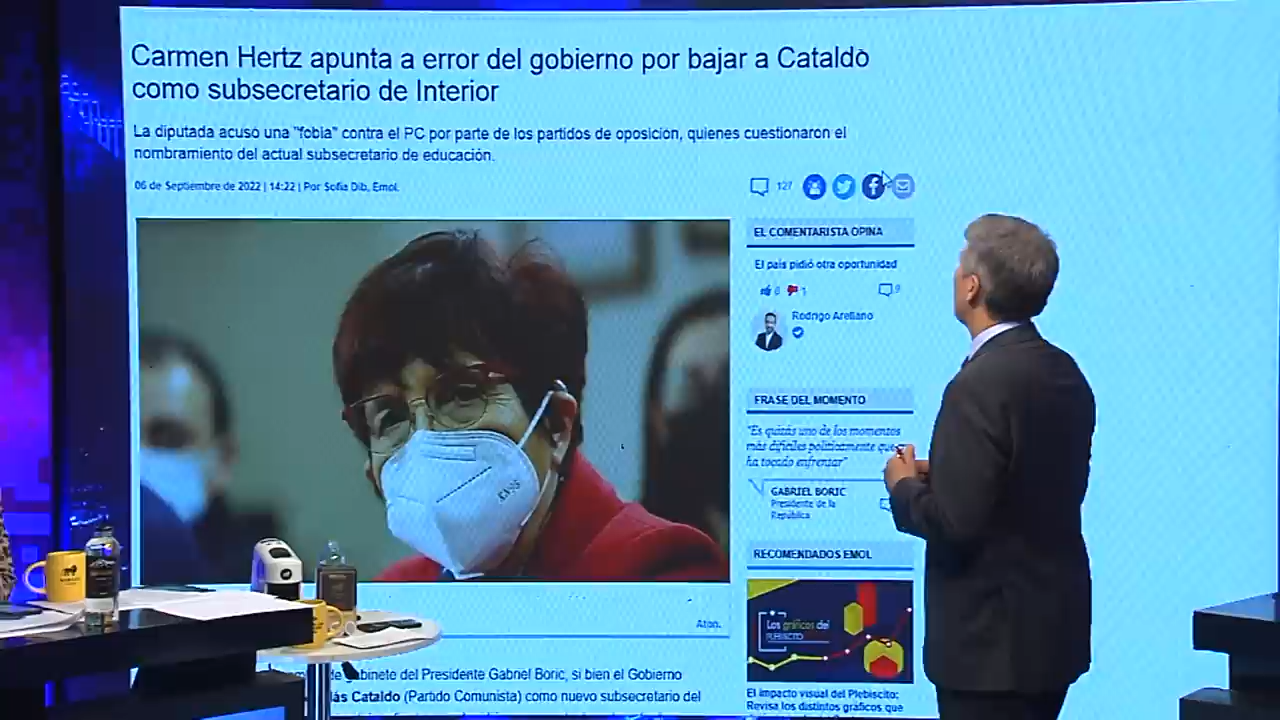 Carmen Hertz apunta a error del gobierno por bajar a Cataldo
como subsecretario de Interior
La diputada acusó una "fobia" contra el PC por parte de los partidos de oposición, quienes cuestionaron el
nombramiento del actual subsecretario de educación.
06 de Septiembre de 2022 | 14:22 | Por Sofía Dib, Emol.
127
EL COMENTARISTA OPINA
El país pidió otra oportunidad
6 1 9
Rodrigo Arellano
FRASE DEL MOMENTO
"Es quizás uno de los momentos
más difíciles políticamente que
ha tocado enfrentar"
GABRIEL BORIC
Presidente de la
República
RECOMENDADOS EMOL
Los gráficos del
PLEBISCITO
El impacto visual del Plebiscito:
Revisa los distintos gráficos que
KN95
Aton.
gabinete del Presidente Gabriel Boric, si bien el Gobierno
ás Cataldo (Partido Comunista) como nuevo subsecretario del